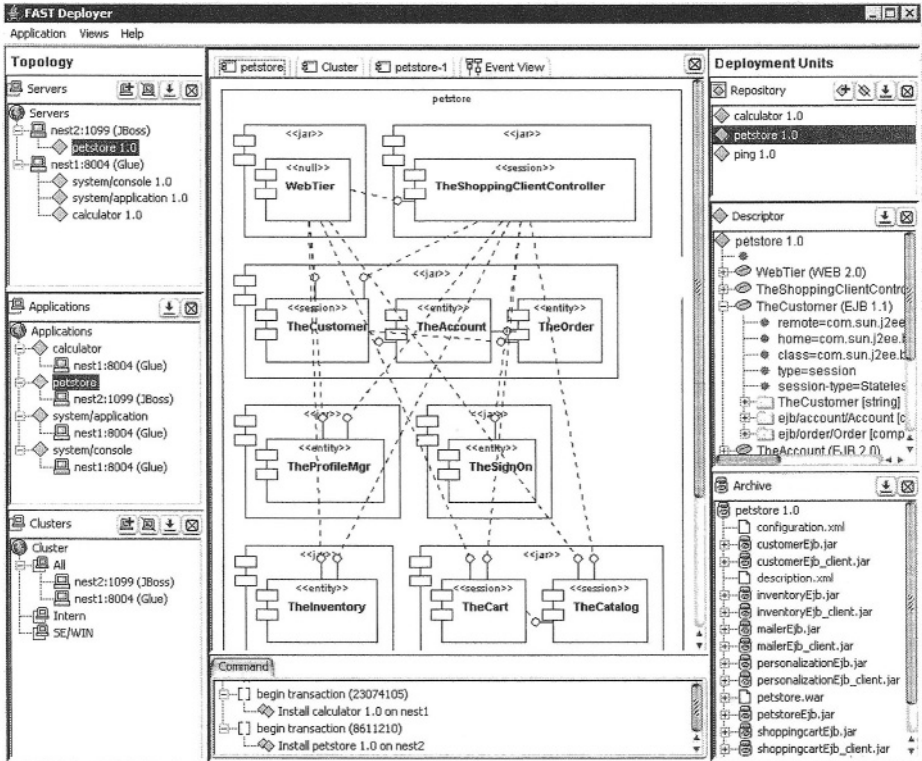 FAST Deployer
Application Views Help
Topology
Servers
Servers
nest2:1099 (JBoss)
petstore 1.0
nest1:8004 (Glue)
system/console 1.0
system/application 1.0
calculator 1.0
Applications
Applications
calculator
nest1:8004 (Glue)
petstore
nest2:1099 (JBoss)
system/application
nest1:8004 (Glue)
system/console
nest1:8004 (Glue)
Clusters
Cluster
All
nest2:1099 (JBoss)
nest1:8004 (Glue)
Intern
SE/WIN
petstore Cluster petstore-1 Event View
petstore
<<jar>> <<jar>>
<<null>> <<session>>
WebTier TheShoppingClientController
<<jar>>
<<session>> <<entity>> <<entity>>
TheCustomer TheAccount TheOrder
<<jar>> <<jar>>
<<entity>> <<entity>>
TheProfileMgr TheSignOn
<<jar>> <<jar>>
<<entity>> <<session>> <<session>>
TheInventory TheCart TheCatalog
Command
begin transaction (23074105)
Install calculator 1.0 on nest1
begin transaction (8611210)
Install petstore 1.0 on nest2
Deployment Units
Repository
calculator 1.0
petstore 1.0
ping 1.0
Descriptor
petstore 1.0
WebTier (WEB 2.0)
TheShoppingClientContro
TheCustomer (EJB 1.1)
remote=com.sun.j2ee.
home=com.sun.j2ee.b
class=com.sun.j2ee.b
type=session
session-type=Stateles
TheCustomer [string]
ejb/account/Account [c
ejb/order/Order [comp
TheAccount (EJB 2.0)
Archive
petstore 1.0
configuration.xml
customerEjb.jar
customerEjb_client.jar
description.xml
inventoryEjb.jar
inventoryEjb_client.jar
mailerEjb.jar
mailerEjb_client.jar
personalizationEjb.jar
personalizationEjb_client.jar
petstore.war
petstoreEjb.jar
shoppingcartEjb.jar
shoppingcartEjb_client.jar